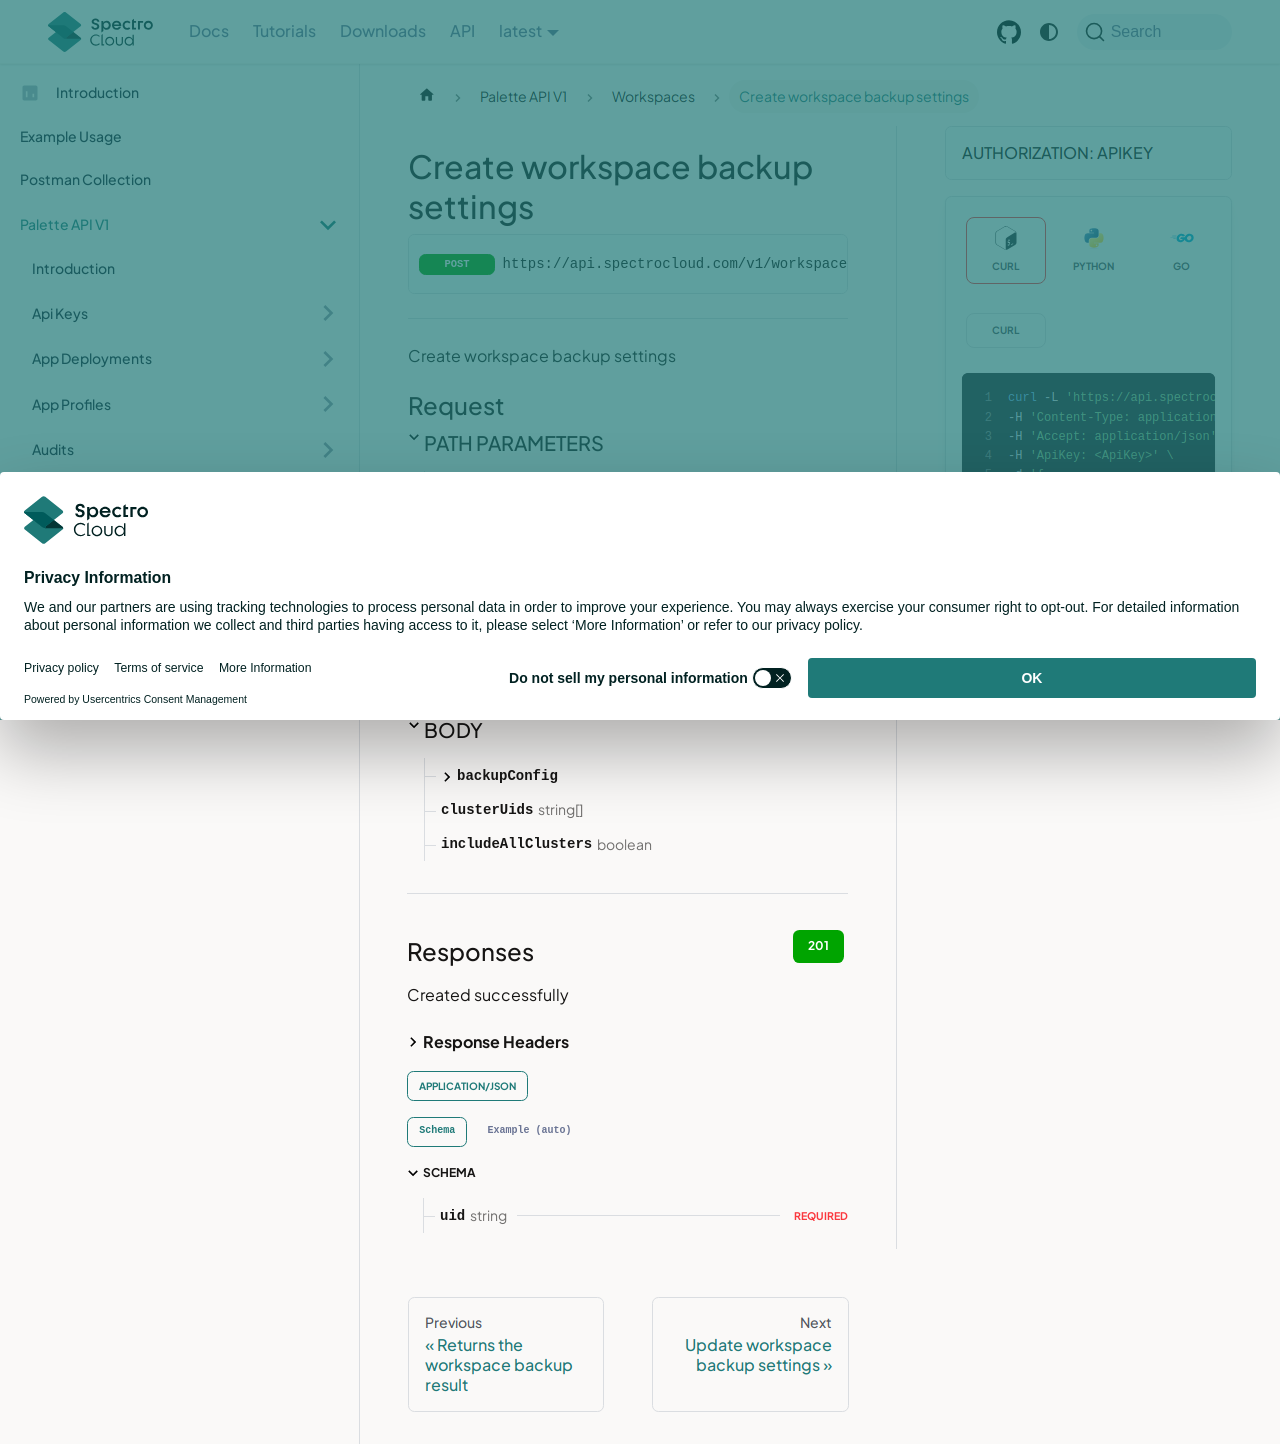 Spectro Cloud
Docs
Tutorials
Downloads
API
latest
Search
Introduction
Example Usage
Postman Collection
Palette API V1
Introduction
Api Keys
App Deployments
App Profiles
Audits
Palette API V1
Workspaces
Create workspace backup settings
Create workspace backup
settings
POST
https://api.spectrocloud.com/v1/workspace
Create workspace backup settings
Request
PATH PARAMETERS
AUTHORIZATION: APIKEY
CURL
PYTHON
GO
CURL
1 curl -L 'https://api.spectroc
2 -H 'Content-Type: application
3 -H 'Accept: application/json'
4 -H 'ApiKey: <ApiKey>' \
Spectro
Cloud
Privacy Information
We and our partners are using tracking technologies to process personal data in order to improve your experience. You may always exercise your consumer right to opt-out. For detailed information
about personal information we collect and third parties having access to it, please select ‘More Information’ or refer to our privacy policy.
Privacy policy
Terms of service
More Information
Powered by Usercentrics Consent Management
Do not sell my personal information
OK
BODY
backupConfig
clusterUids string[]
includeAllClusters boolean
Responses
201
Created successfully
Response Headers
APPLICATION/JSON
Schema
Example (auto)
SCHEMA
uid string
REQUIRED
Previous
« Returns the
workspace backup
result
Next
Update workspace
backup settings »